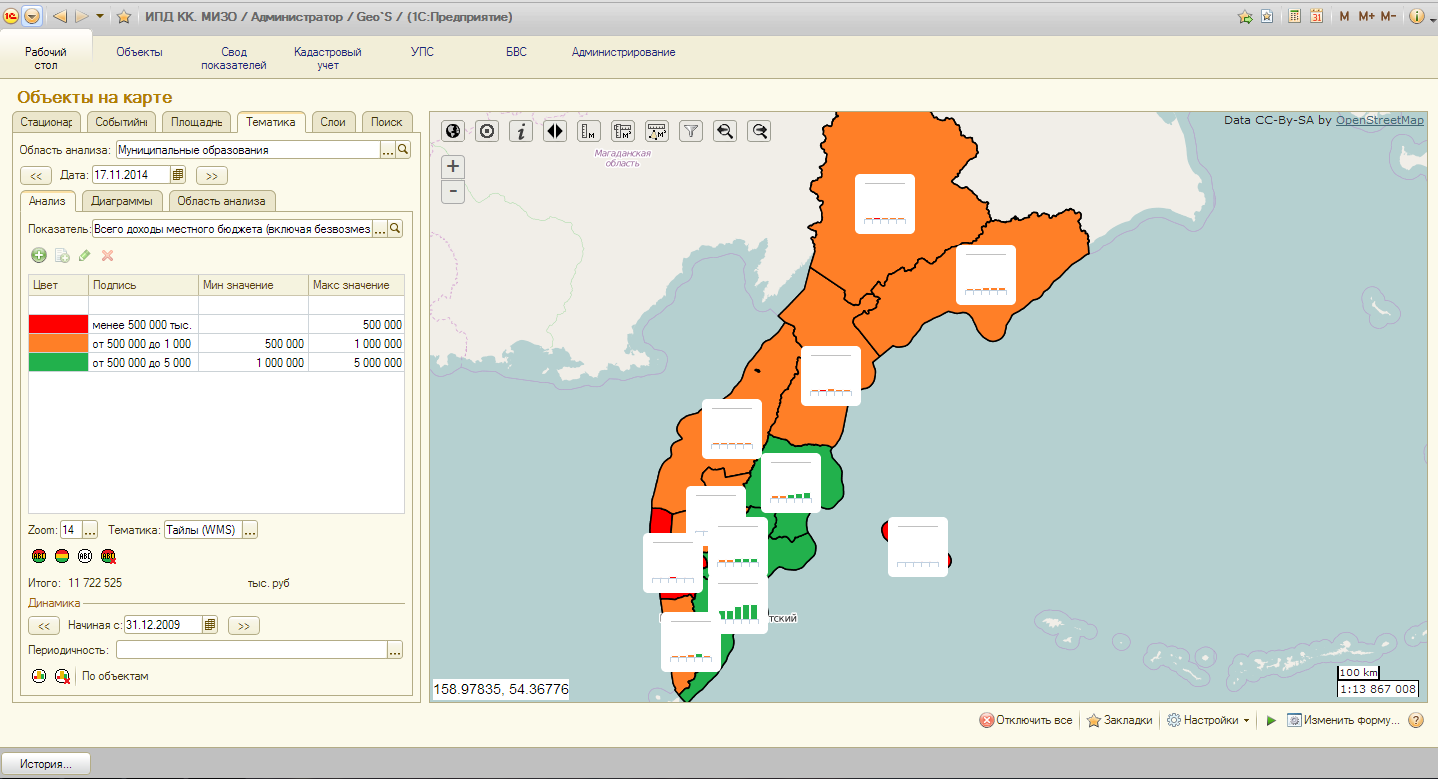 ИПД КК. МИЗО / Администратор / Geo`S / (1С:Предприятие)
M M+ M-
Рабочий стол
Объекты
Свод показателей
Кадастровый учет
УПС
БВС
Администрирование
Объекты на карте
Стационар
Событийн
Площаднь
Тематика
Слои
Поиск
Область анализа: Муниципальные образования ...
<< Дата: 17.11.2014 >>
Анализ
Диаграммы
Область анализа
Показатель: Всего доходы местного бюджета (включая безвозмез ...
Цвет Подпись Мин значение Макс значение
менее 500 000 тыс. 500 000
от 500 000 до 1 000 500 000 1 000 000
от 500 000 до 5 000 1 000 000 5 000 000
Zoom: 14 ... Тематика: Тайлы (WMS) ...
ABC ABC ABC ABC
Итого: 11 722 525 тыс. руб
Динамика
<< Начиная с: 31.12.2009 >>
Периодичность: ...
По объектам
Data CC-By-SA by OpenStreetMap
Магаданская
область
+
-
тский
158.97835, 54.36776
100 km
1:13 867 008
Отключить все
Закладки
Настройки
Изменить форму...
История...